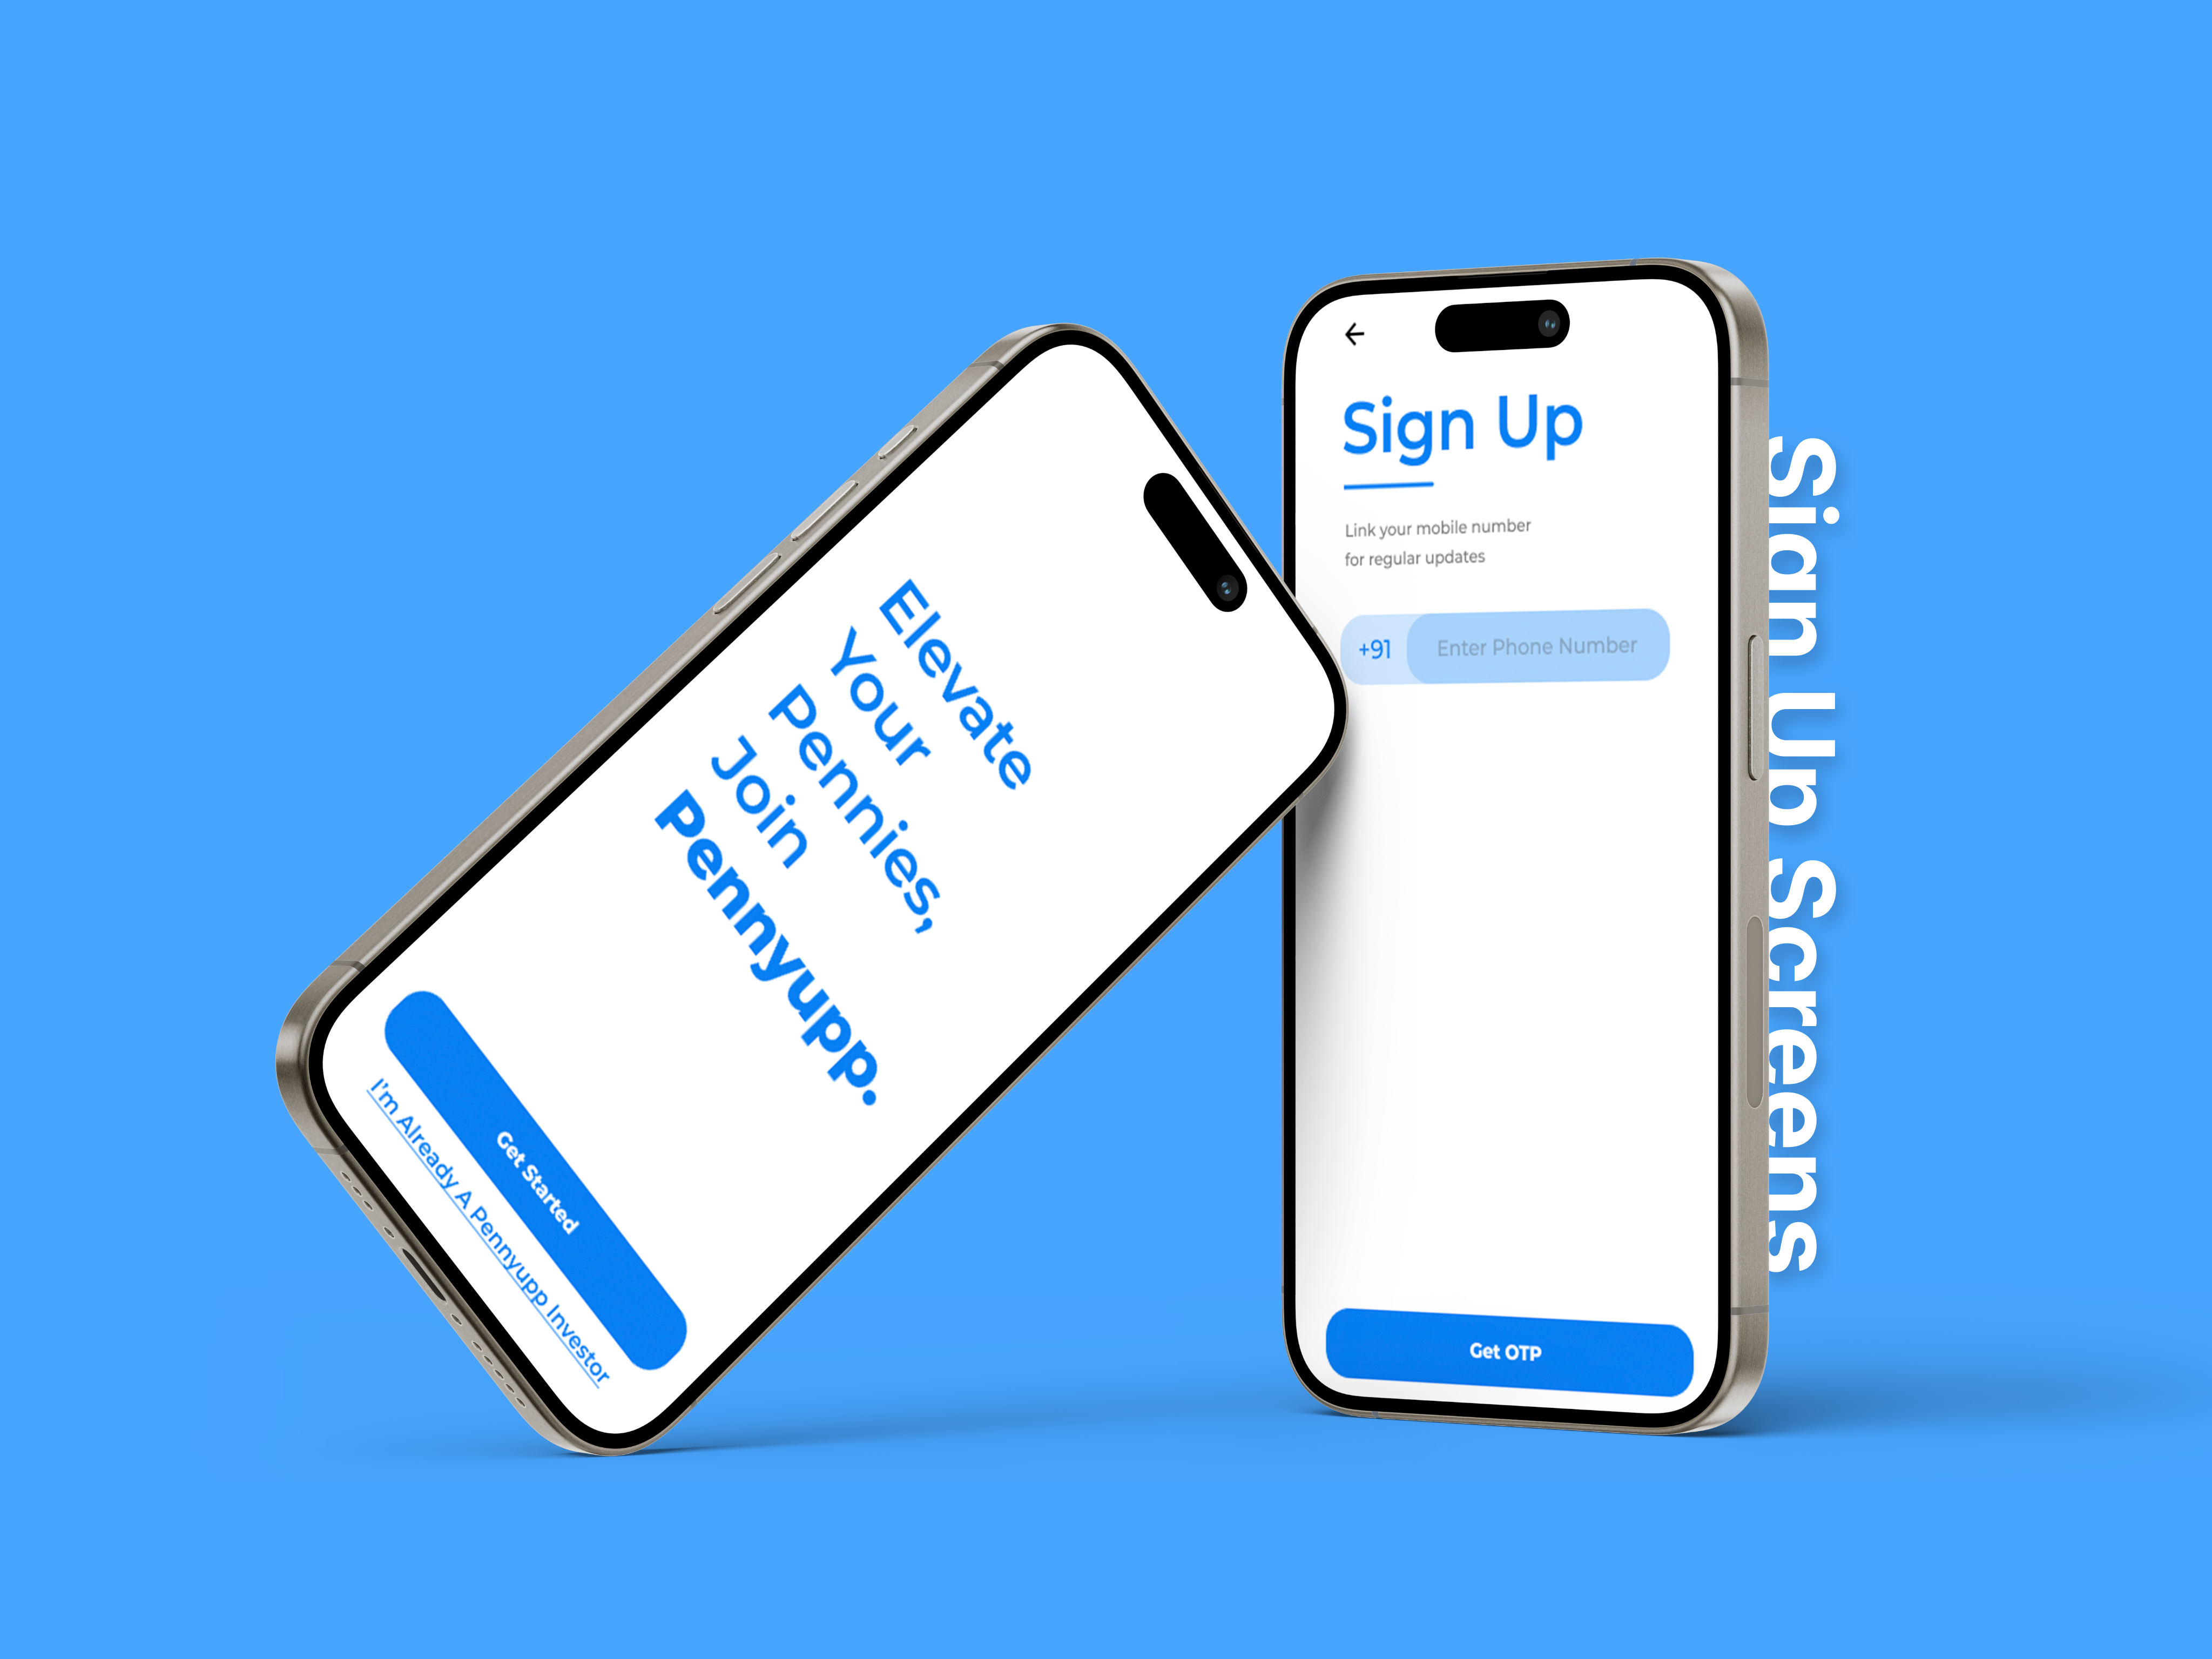 Elevate
Your
Pennies,
Join
Pennyupp.
Get Started
I'm Already A Pennyupp Investor
Sign Up
Link your mobile number
for regular updates
+91
Enter Phone Number
Get OTP
Sign Up Screens